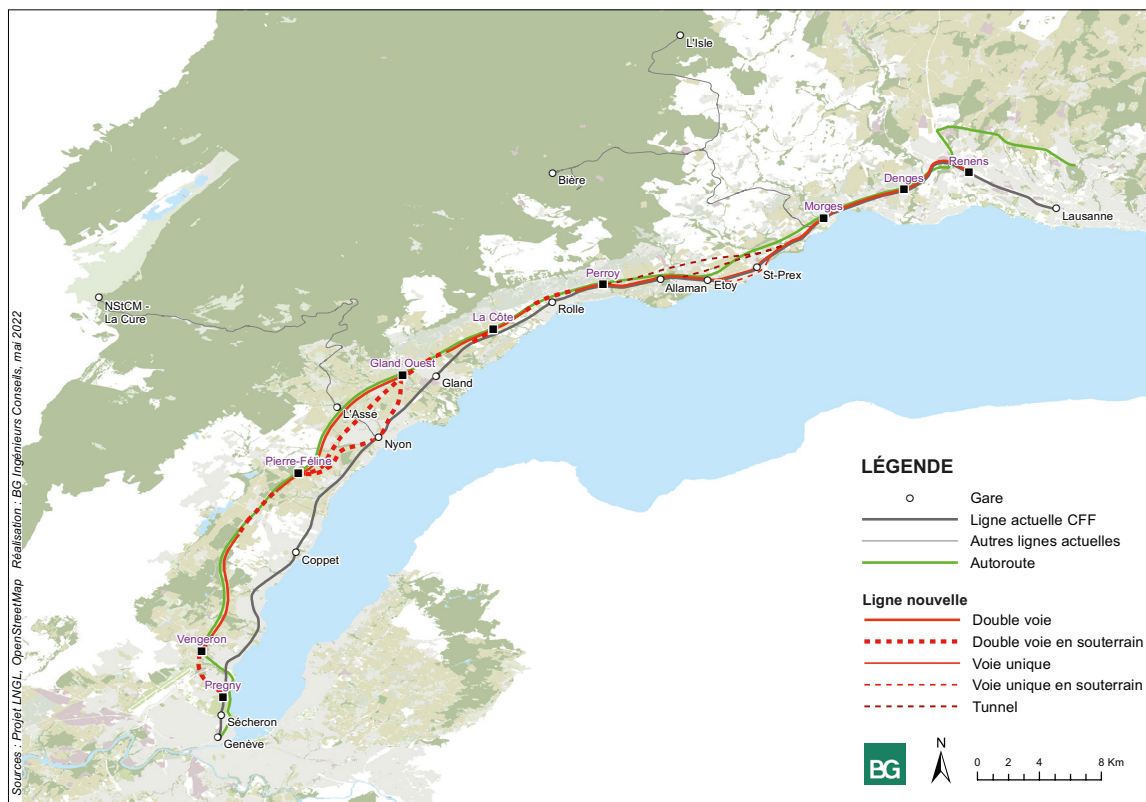 L'Isle
Bière
Renens
Denges
Lausanne
Morges
St-Prex
Etoy
Allaman
Perroy
Rolle
La Côte
NStCM -
La Cure
Gland Ouest
Gland
L'Asse
Nyon
Pierre-Féline
Coppet
Vengeron
Pregny
Sécheron
Genève
LÉGENDE
Gare
Ligne actuelle CFF
Autres lignes actuelles
Autoroute
Ligne nouvelle
Double voie
Double voie en souterrain
Voie unique
Voie unique en souterrain
Tunnel
BG
N
0 2 4 8 Km
Sources : Projet LNGL, OpenStreetMap Réalisation : BG Ingénieurs Conseils, mai 2022